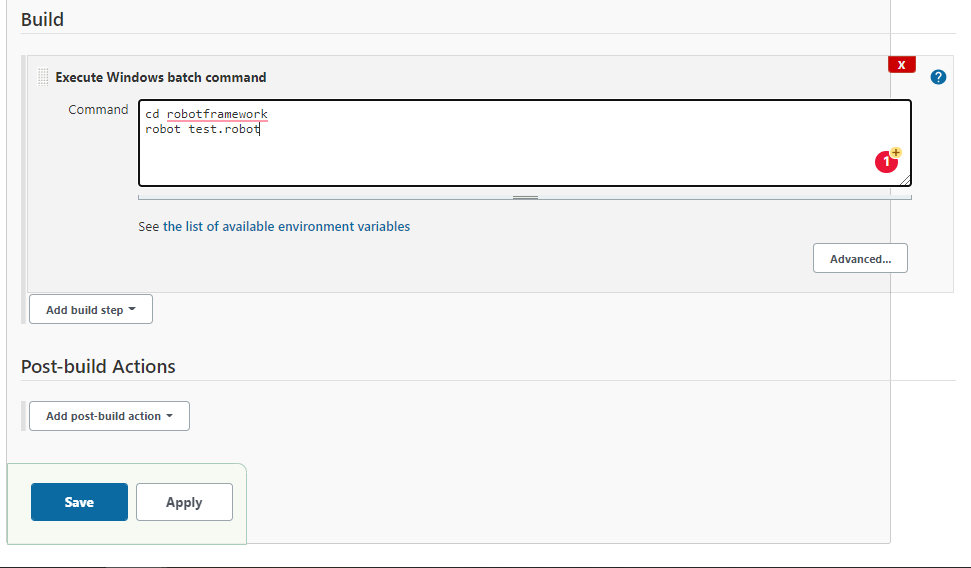 Build
X
Execute Windows batch command
?
Command
cd robotframework
robot test.robot
1
+
See the list of available environment variables
Advanced...
Add build step
Post-build Actions
Add post-build action
Save
Apply